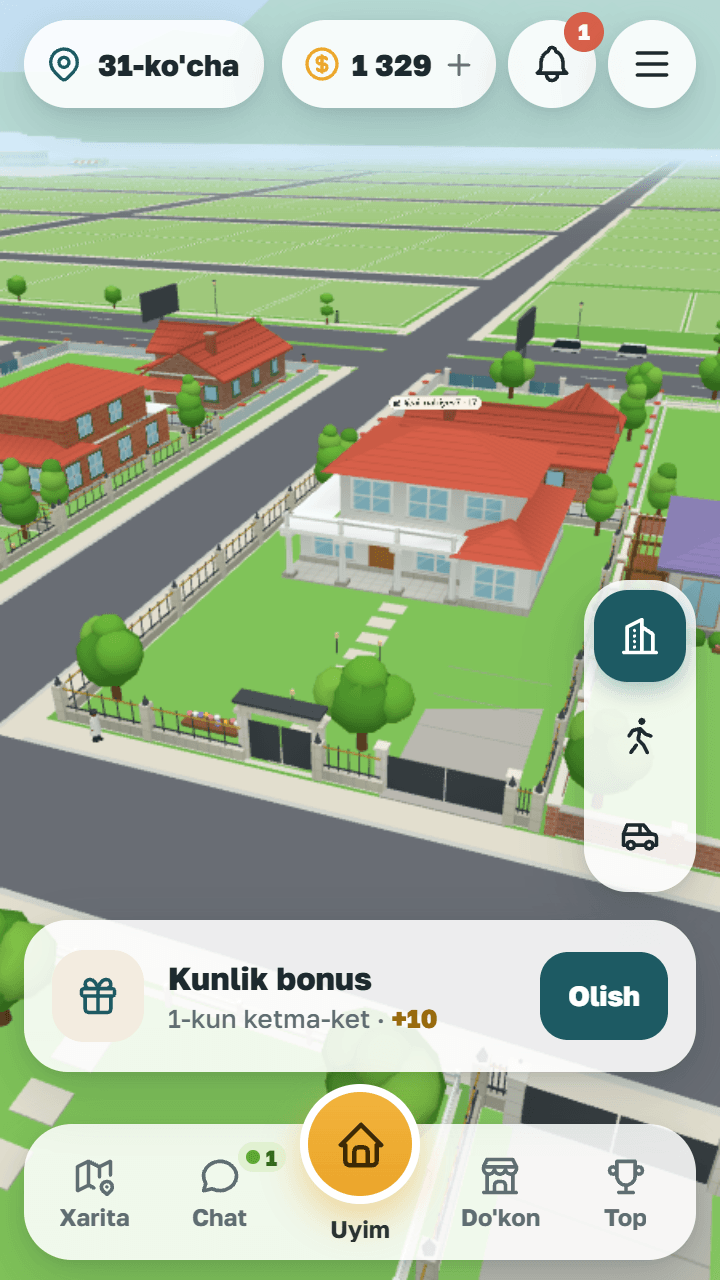 31-ko'cha
1 329
1
Kunlik bonus
1-kun ketma-ket · +10
Olish
Xarita
Chat
1
Uyim
Do'kon
Top